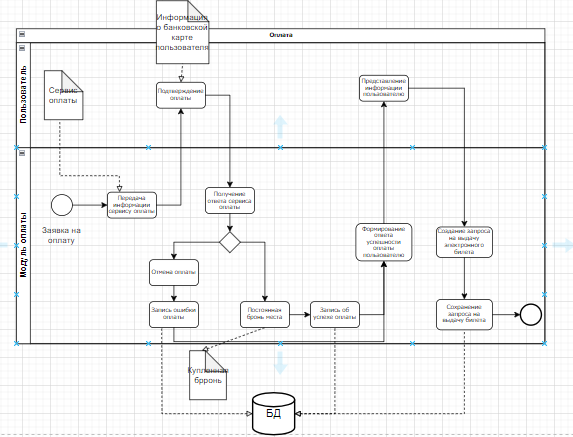 Информация
о банковской
карте
пользователя
Оплата
Пользователь
Сервис
оплаты
Подтверждение
оплаты
Представление
информации
пользователю
Модуль оплаты
Заявка на
оплату
Передача
информации
сервису оплаты
Получение
ответа сервиса
оплаты
Отмена оплаты
Запись ошибки
оплаты
Постоянная
бронь места
Запись об
успехе оплаты
Формирование
ответа
успешности
оплаты
пользователю
Создание запроса
на выдачу
электронного
билета
Сохранение
запроса на
выдачу билета
Купленная
брронь
БД